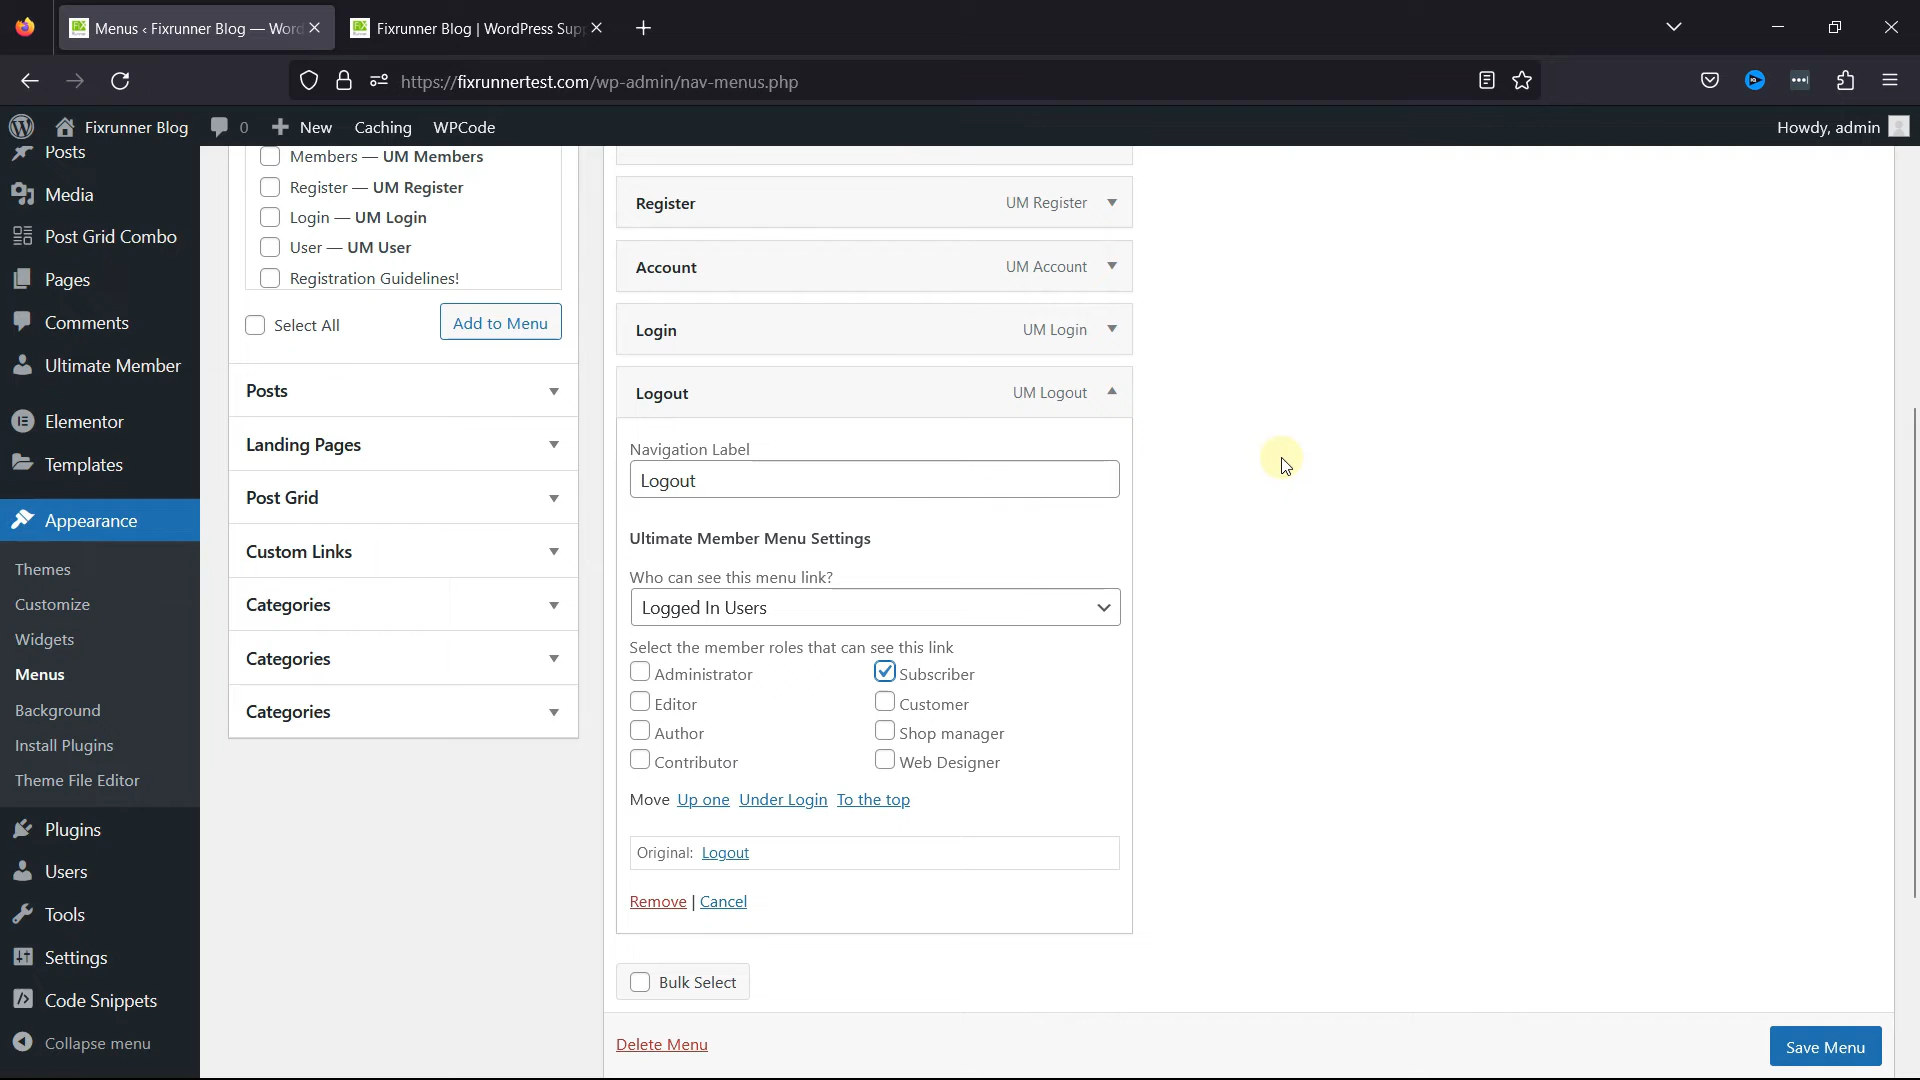 Menus ‹ Fixrunner Blog — Word
Fixrunner Blog | WordPress Sup
https://fixrunnertest.com/wp-admin/nav-menus.php
Fixrunner Blog
0
New
Caching
WPCode
Howdy, admin
Posts
Media
Post Grid Combo
Pages
Comments
Ultimate Member
Elementor
Templates
Appearance
Themes
Customize
Widgets
Menus
Background
Install Plugins
Theme File Editor
Plugins
Users
Tools
Settings
Code Snippets
Collapse menu
Members — UM Members
Register — UM Register
Login — UM Login
User — UM User
Registration Guidelines!
Select All
Add to Menu
Posts
Landing Pages
Post Grid
Custom Links
Categories
Categories
Categories
Register UM Register
Account UM Account
Login UM Login
Logout UM Logout
Navigation Label
Logout
Ultimate Member Menu Settings
Who can see this menu link?
Logged In Users
Select the member roles that can see this link
Administrator Subscriber
Editor Customer
Author Shop manager
Contributor Web Designer
Move Up one Under Login To the top
Original: Logout
Remove | Cancel
Bulk Select
Delete Menu
Save Menu